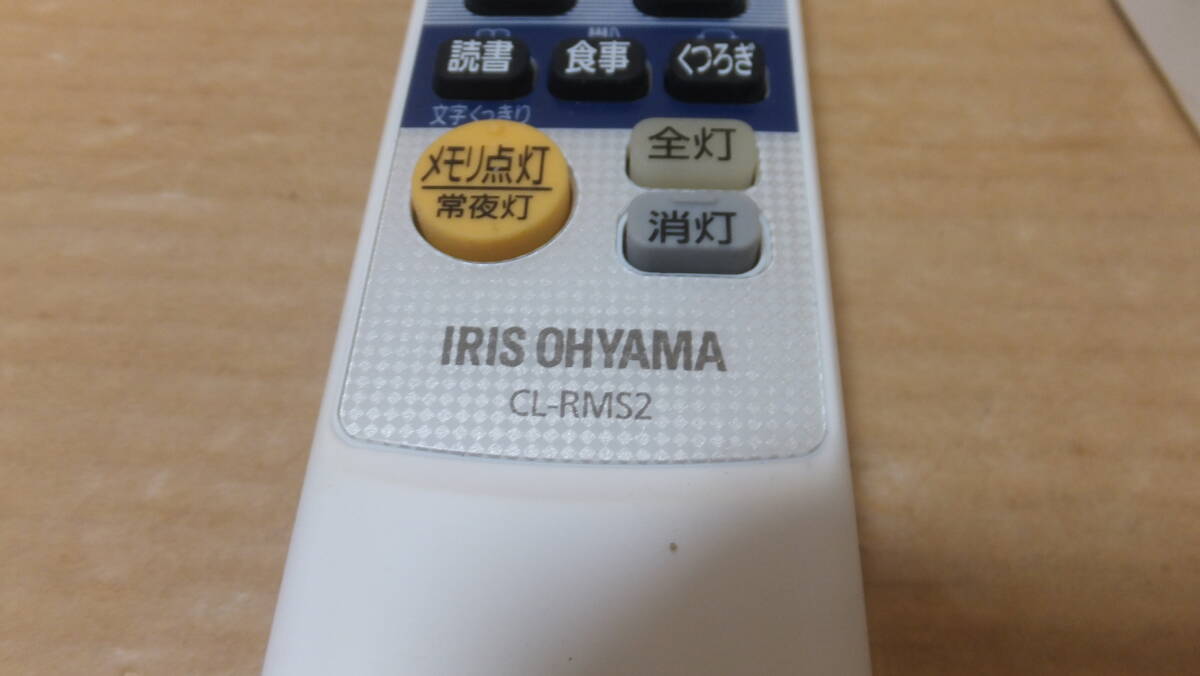 読書 食事 くつろぎ
文字くっきり
メモリ点灯
常夜灯
全灯
消灯
IRIS OHYAMA
CL-RMS2